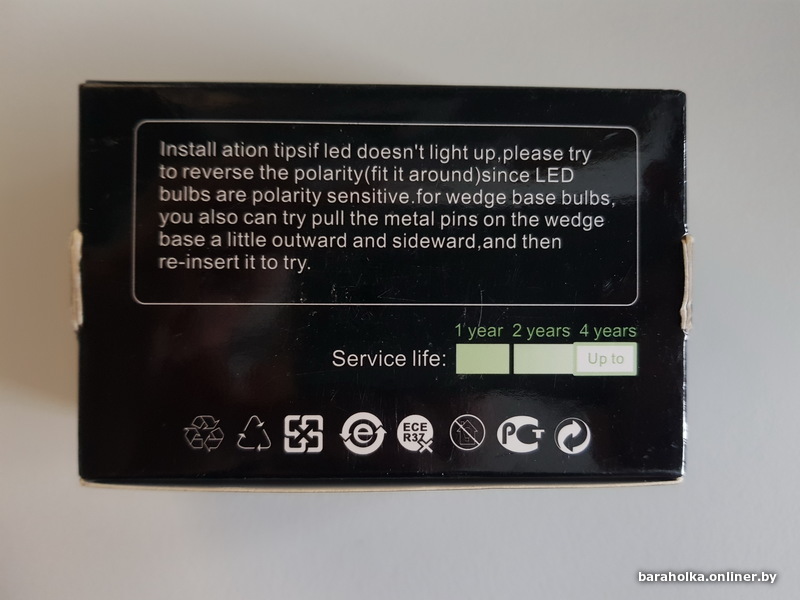 Install ation tipsif led doesn't light up,please try
to reverse the polarity(fit it around)since LED
bulbs are polarity sensitive.for wedge base bulbs,
you also can try pull the metal pins on the wedge
base a little outward and sideward,and then
re-insert it to try.
1 year 2 years 4 years
Service life: Up to
e ECE R37 PCT
baraholka.onliner.by